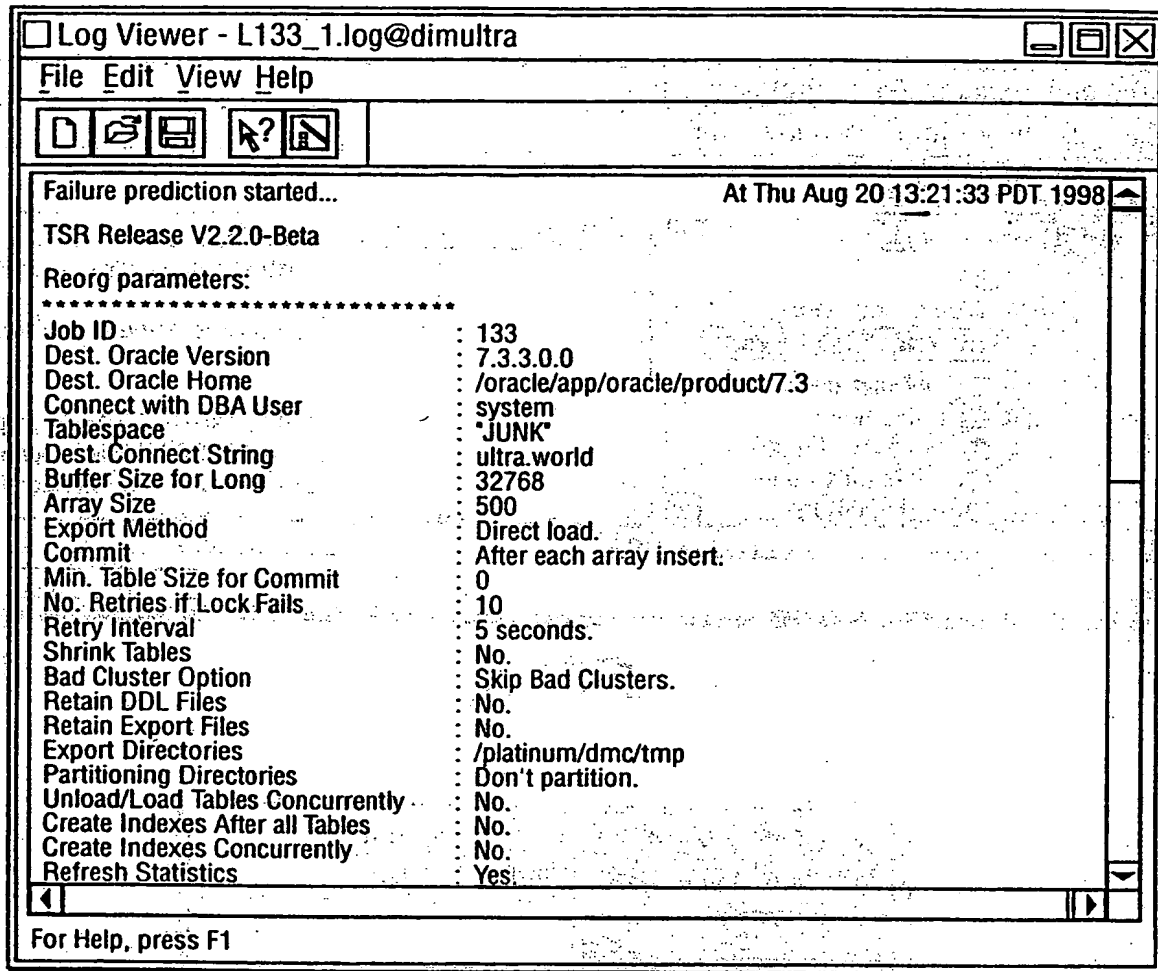 Log Viewer - L133_1.log@dimultra
File Edit View Help
Failure prediction started... At Thu Aug 20 13:21:33 PDT 1998
TSR Release V2.2.0-Beta
Reorg parameters:
*******************************
Job ID : 133
Dest. Oracle Version : 7.3.3.0.0
Dest. Oracle Home : /oracle/app/oracle/product/7.3
Connect with DBA User : system
Tablespace : "JUNK"
Dest. Connect String : ultra.world
Buffer Size for Long : 32768
Array Size : 500
Export Method : Direct load.
Commit : After each array insert.
Min. Table Size for Commit : 0
No. Retries if Lock Fails : 10
Retry Interval : 5 seconds.
Shrink Tables : No.
Bad Cluster Option : Skip Bad Clusters.
Retain DDL Files : No.
Retain Export Files : No.
Export Directories : /platinum/dmc/tmp
Partitioning Directories : Don't partition.
Unload/Load Tables Concurrently : No.
Create Indexes After all Tables : No.
Create Indexes Concurrently : No.
Refresh Statistics : Yes.
For Help, press F1